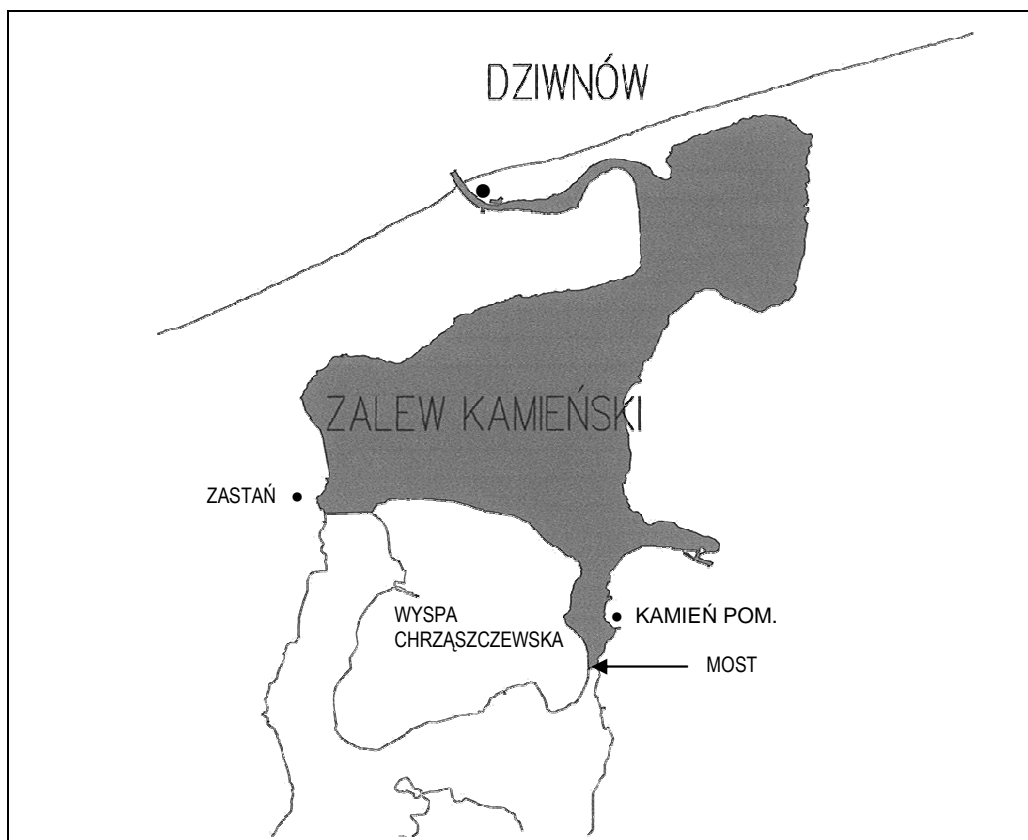 DZIWNÓW
ZALEW KAMIEŃSKI
ZASTAŃ
WYSPA
CHRZĄSZCZEWSKA
KAMIEŃ POM.
MOST